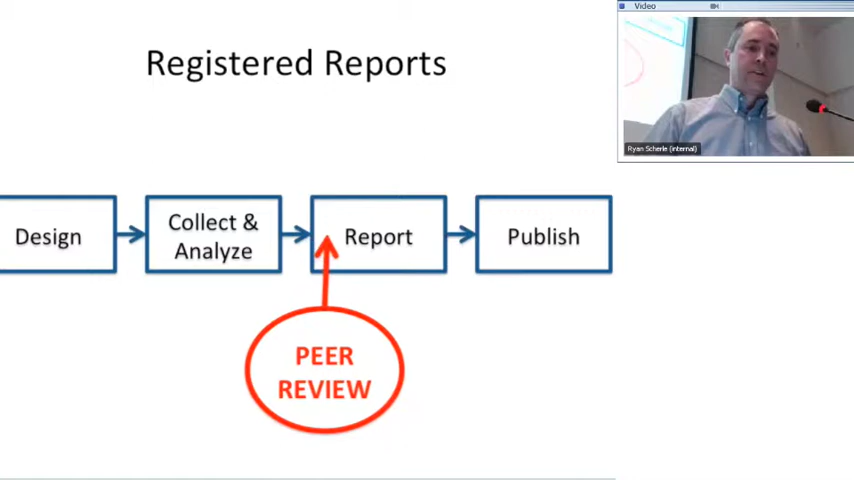 Video
Registered Reports
Ryan Scherle (internal)
Design
Collect &
Analyze
Report
Publish
PEER
REVIEW